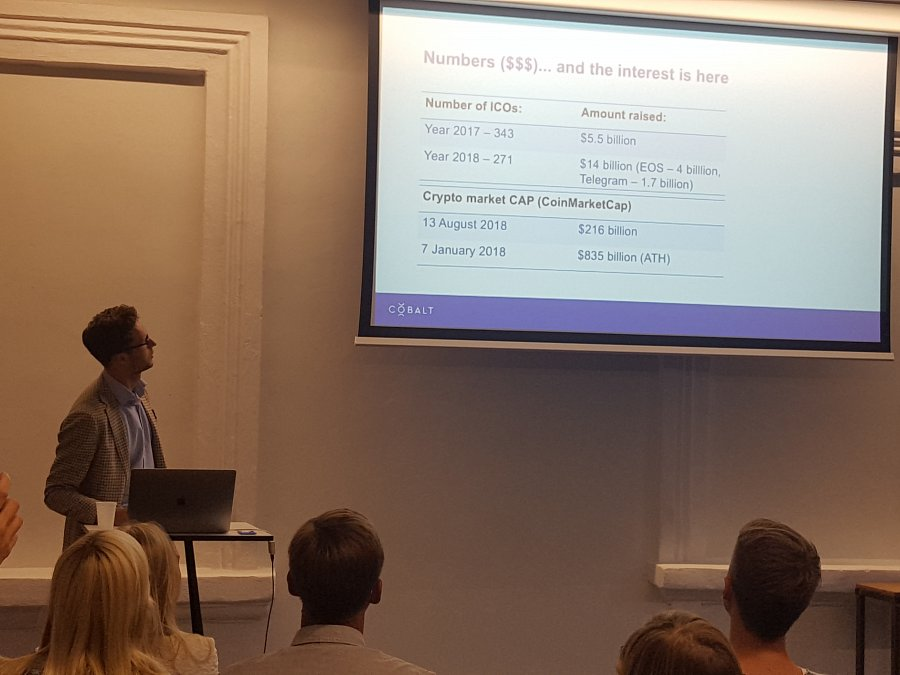 Numbers ($$$)... and the interest is here
Number of ICOs: Amount raised:
Year 2017 – 343 $5.5 billion
Year 2018 – 271 $14 billion (EOS – 4 billlion,
Telegram – 1.7 billion)
Crypto market CAP (CoinMarketCap)
13 August 2018 $216 billion
7 January 2018 $835 billion (ATH)
COBALT